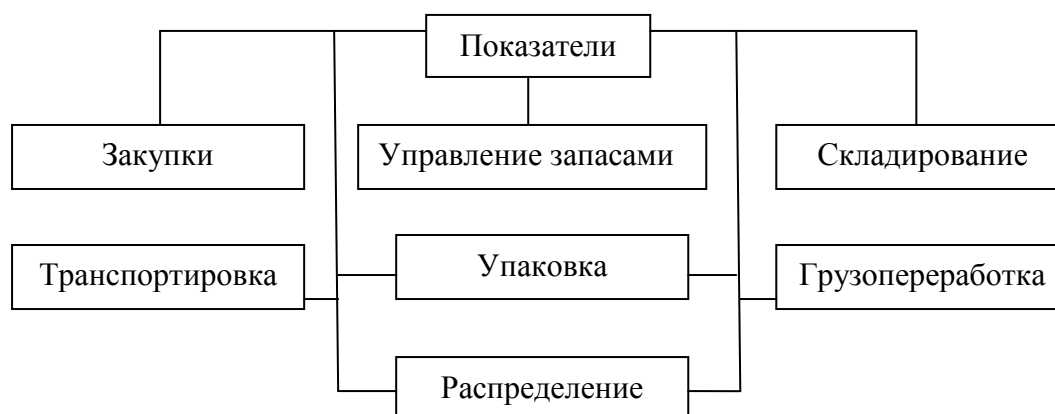 Показатели
Закупки
Управление запасами
Складирование
Транспортировка
Упаковка
Грузопереработка
Распределение